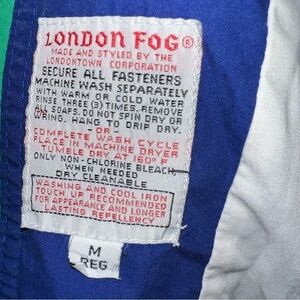 LONDON FOG®
MADE AND STYLED BY THE
LONDONTOWN CORPORATION
SECURE ALL FASTENERS
MACHINE WASH SEPARATELY
WITH WARM OR COLD WATER
RINSE THREE (3) TIMES. REMOVE
ALL SOAPS. DO NOT SPIN DRY OR
WRING. HANG TO DRIP DRY.
-OR-
COMPLETE WASH CYCLE
PLACE IN MACHINE DRYER
TUMBLE DRY AT 160° F
ONLY NON-CHLORINE BLEACH,
WHEN NEEDED
DRY CLEANABLE
WASHING AND COOL IRON
TOUCH UP RECOMMENDED
FOR APPEARANCE AND LONGER
LASTING REPELLENCY
M
REG